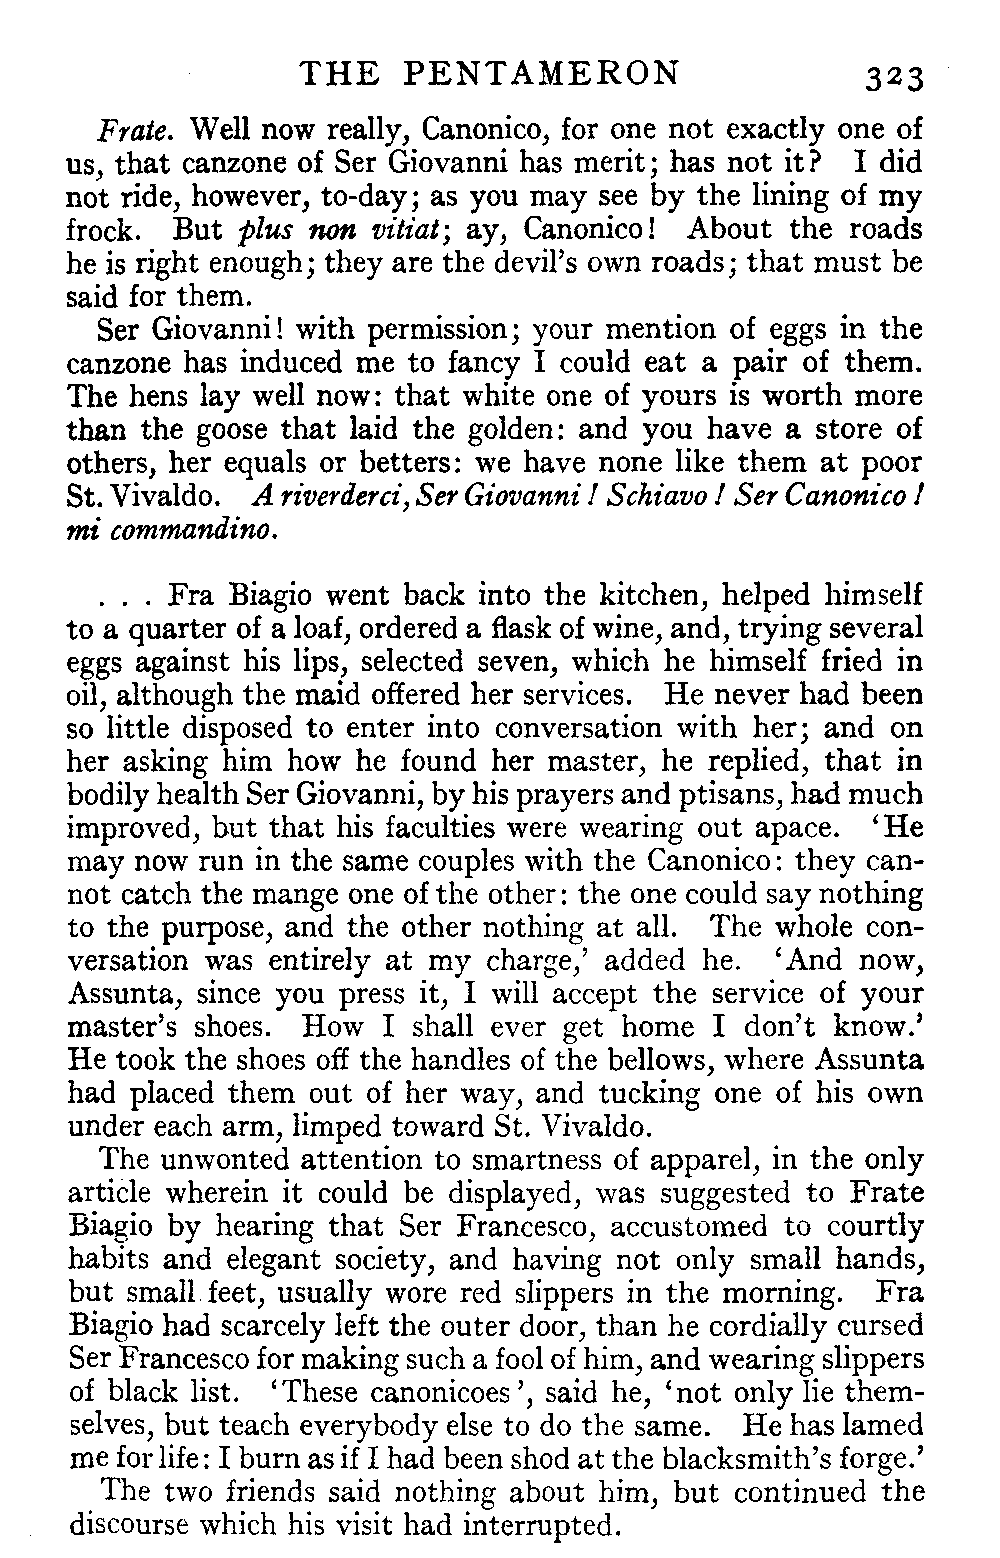 THE PENTAMERON 323
Frate. Well now really, Canonico, for one not exactly one of
us, that canzone of Ser Giovanni has merit; has not it? I did
not ride, however, to-day; as you may see by the lining of my
frock. But plus non vitiat; ay, Canonico! About the roads
he is right enough; they are the devil's own roads; that must be
said for them.
Ser Giovanni! with permission; your mention of eggs in the
canzone has induced me to fancy I could eat a pair of them.
The hens lay well now: that white one of yours is worth more
than the goose that laid the golden: and you have a store of
others, her equals or betters: we have none like them at poor
St. Vivaldo. A riverderci, Ser Giovanni! Schiavo! Ser Canonico!
mi commandino.
. . . Fra Biagio went back into the kitchen, helped himself
to a quarter of a loaf, ordered a flask of wine, and, trying several
eggs against his lips, selected seven, which he himself fried in
oil, although the maid offered her services. He never had been
so little disposed to enter into conversation with her; and on
her asking him how he found her master, he replied, that in
bodily health Ser Giovanni, by his prayers and ptisans, had much
improved, but that his faculties were wearing out apace. ‘He
may now run in the same couples with the Canonico: they can-
not catch the mange one of the other: the one could say nothing
to the purpose, and the other nothing at all. The whole con-
versation was entirely at my charge,’ added he. ‘And now,
Assunta, since you press it, I will accept the service of your
master's shoes. How I shall ever get home I don't know.’
He took the shoes off the handles of the bellows, where Assunta
had placed them out of her way, and tucking one of his own
under each arm, limped toward St. Vivaldo.
The unwonted attention to smartness of apparel, in the only
article wherein it could be displayed, was suggested to Frate
Biagio by hearing that Ser Francesco, accustomed to courtly
habits and elegant society, and having not only small hands,
but small feet, usually wore red slippers in the morning. Fra
Biagio had scarcely left the outer door, than he cordially cursed
Ser Francesco for making such a fool of him, and wearing slippers
of black list. ‘These canonicoes’, said he, ‘not only lie them-
selves, but teach everybody else to do the same. He has lamed
me for life: I burn as if I had been shod at the blacksmith's forge.’
The two friends said nothing about him, but continued the
discourse which his visit had interrupted.